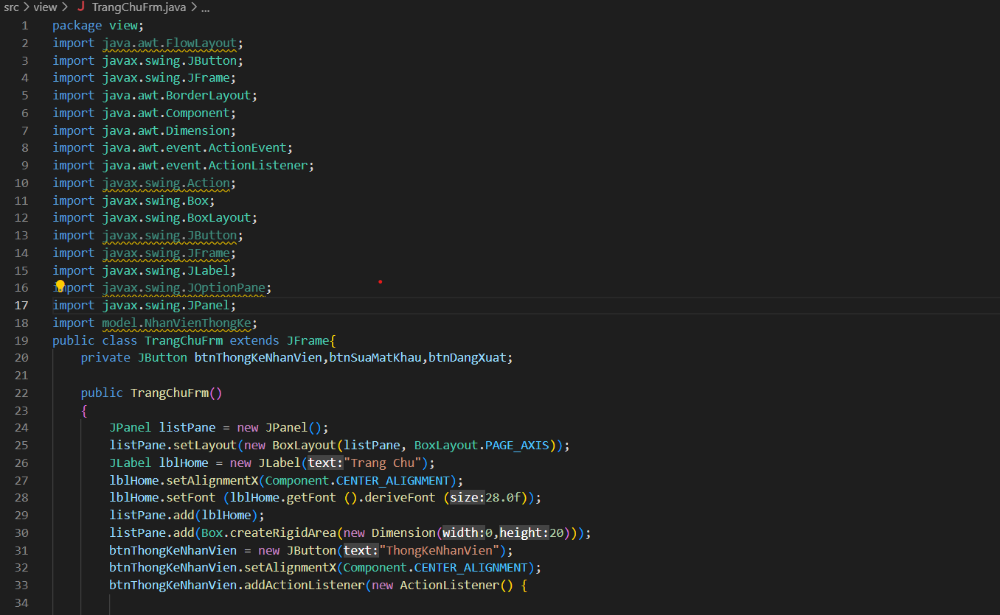 src > view > J TrangChuFrm.java > ...
1 package view;
2 import java.awt.FlowLayout;
3 import javax.swing.JButton;
4 import javax.swing.JFrame;
5 import java.awt.BorderLayout;
6 import java.awt.Component;
7 import java.awt.Dimension;
8 import java.awt.event.ActionEvent;
9 import java.awt.event.ActionListener;
10 import javax.swing.Action;
11 import javax.swing.Box;
12 import javax.swing.BoxLayout;
13 import javax.swing.JButton;
14 import javax.swing.JFrame;
15 import javax.swing.JLabel;
16 import javax.swing.JOptionPane;
17 import javax.swing.JPanel;
18 import model.NhanVienThongKe;
19 public class TrangChuFrm extends JFrame{
20 private JButton btnThongKeNhanVien,btnSuaMatKhau,btnDangXuat;
21
22 public TrangChuFrm()
23 {
24 JPanel listPane = new JPanel();
25 listPane.setLayout(new BoxLayout(listPane, BoxLayout.PAGE_AXIS));
26 JLabel lblHome = new JLabel(text:"Trang Chu");
27 lblHome.setAlignmentX(Component.CENTER_ALIGNMENT);
28 lblHome.setFont (lblHome.getFont ().deriveFont (size:28.0f));
29 listPane.add(lblHome);
30 listPane.add(Box.createRigidArea(new Dimension(width:0,height:20)));
31 btnThongKeNhanVien = new JButton(text:"ThongKeNhanVien");
32 btnThongKeNhanVien.setAlignmentX(Component.CENTER_ALIGNMENT);
33 btnThongKeNhanVien.addActionListener(new ActionListener() {
34